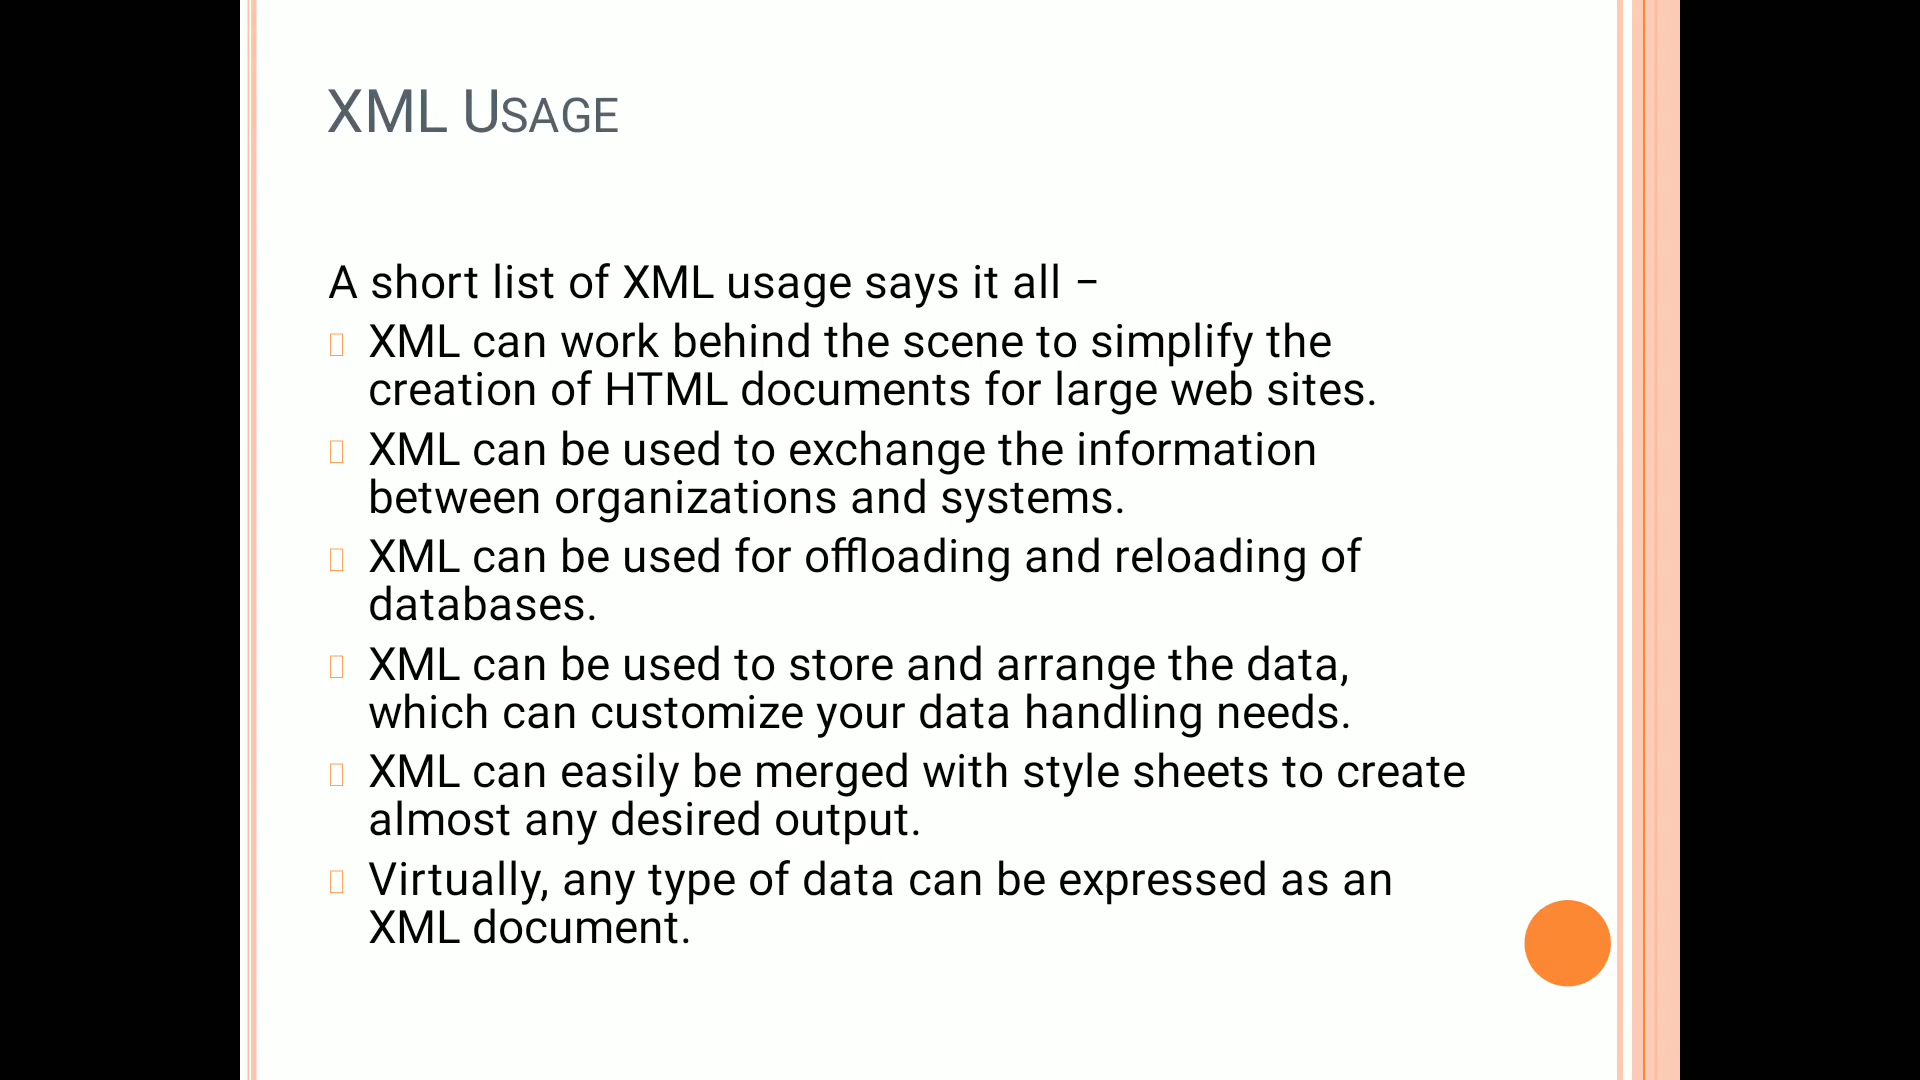 XML USAGE
A short list of XML usage says it all −
XML can work behind the scene to simplify the
creation of HTML documents for large web sites.
XML can be used to exchange the information
between organizations and systems.
XML can be used for offloading and reloading of
databases.
XML can be used to store and arrange the data,
which can customize your data handling needs.
XML can easily be merged with style sheets to create
almost any desired output.
Virtually, any type of data can be expressed as an
XML document.